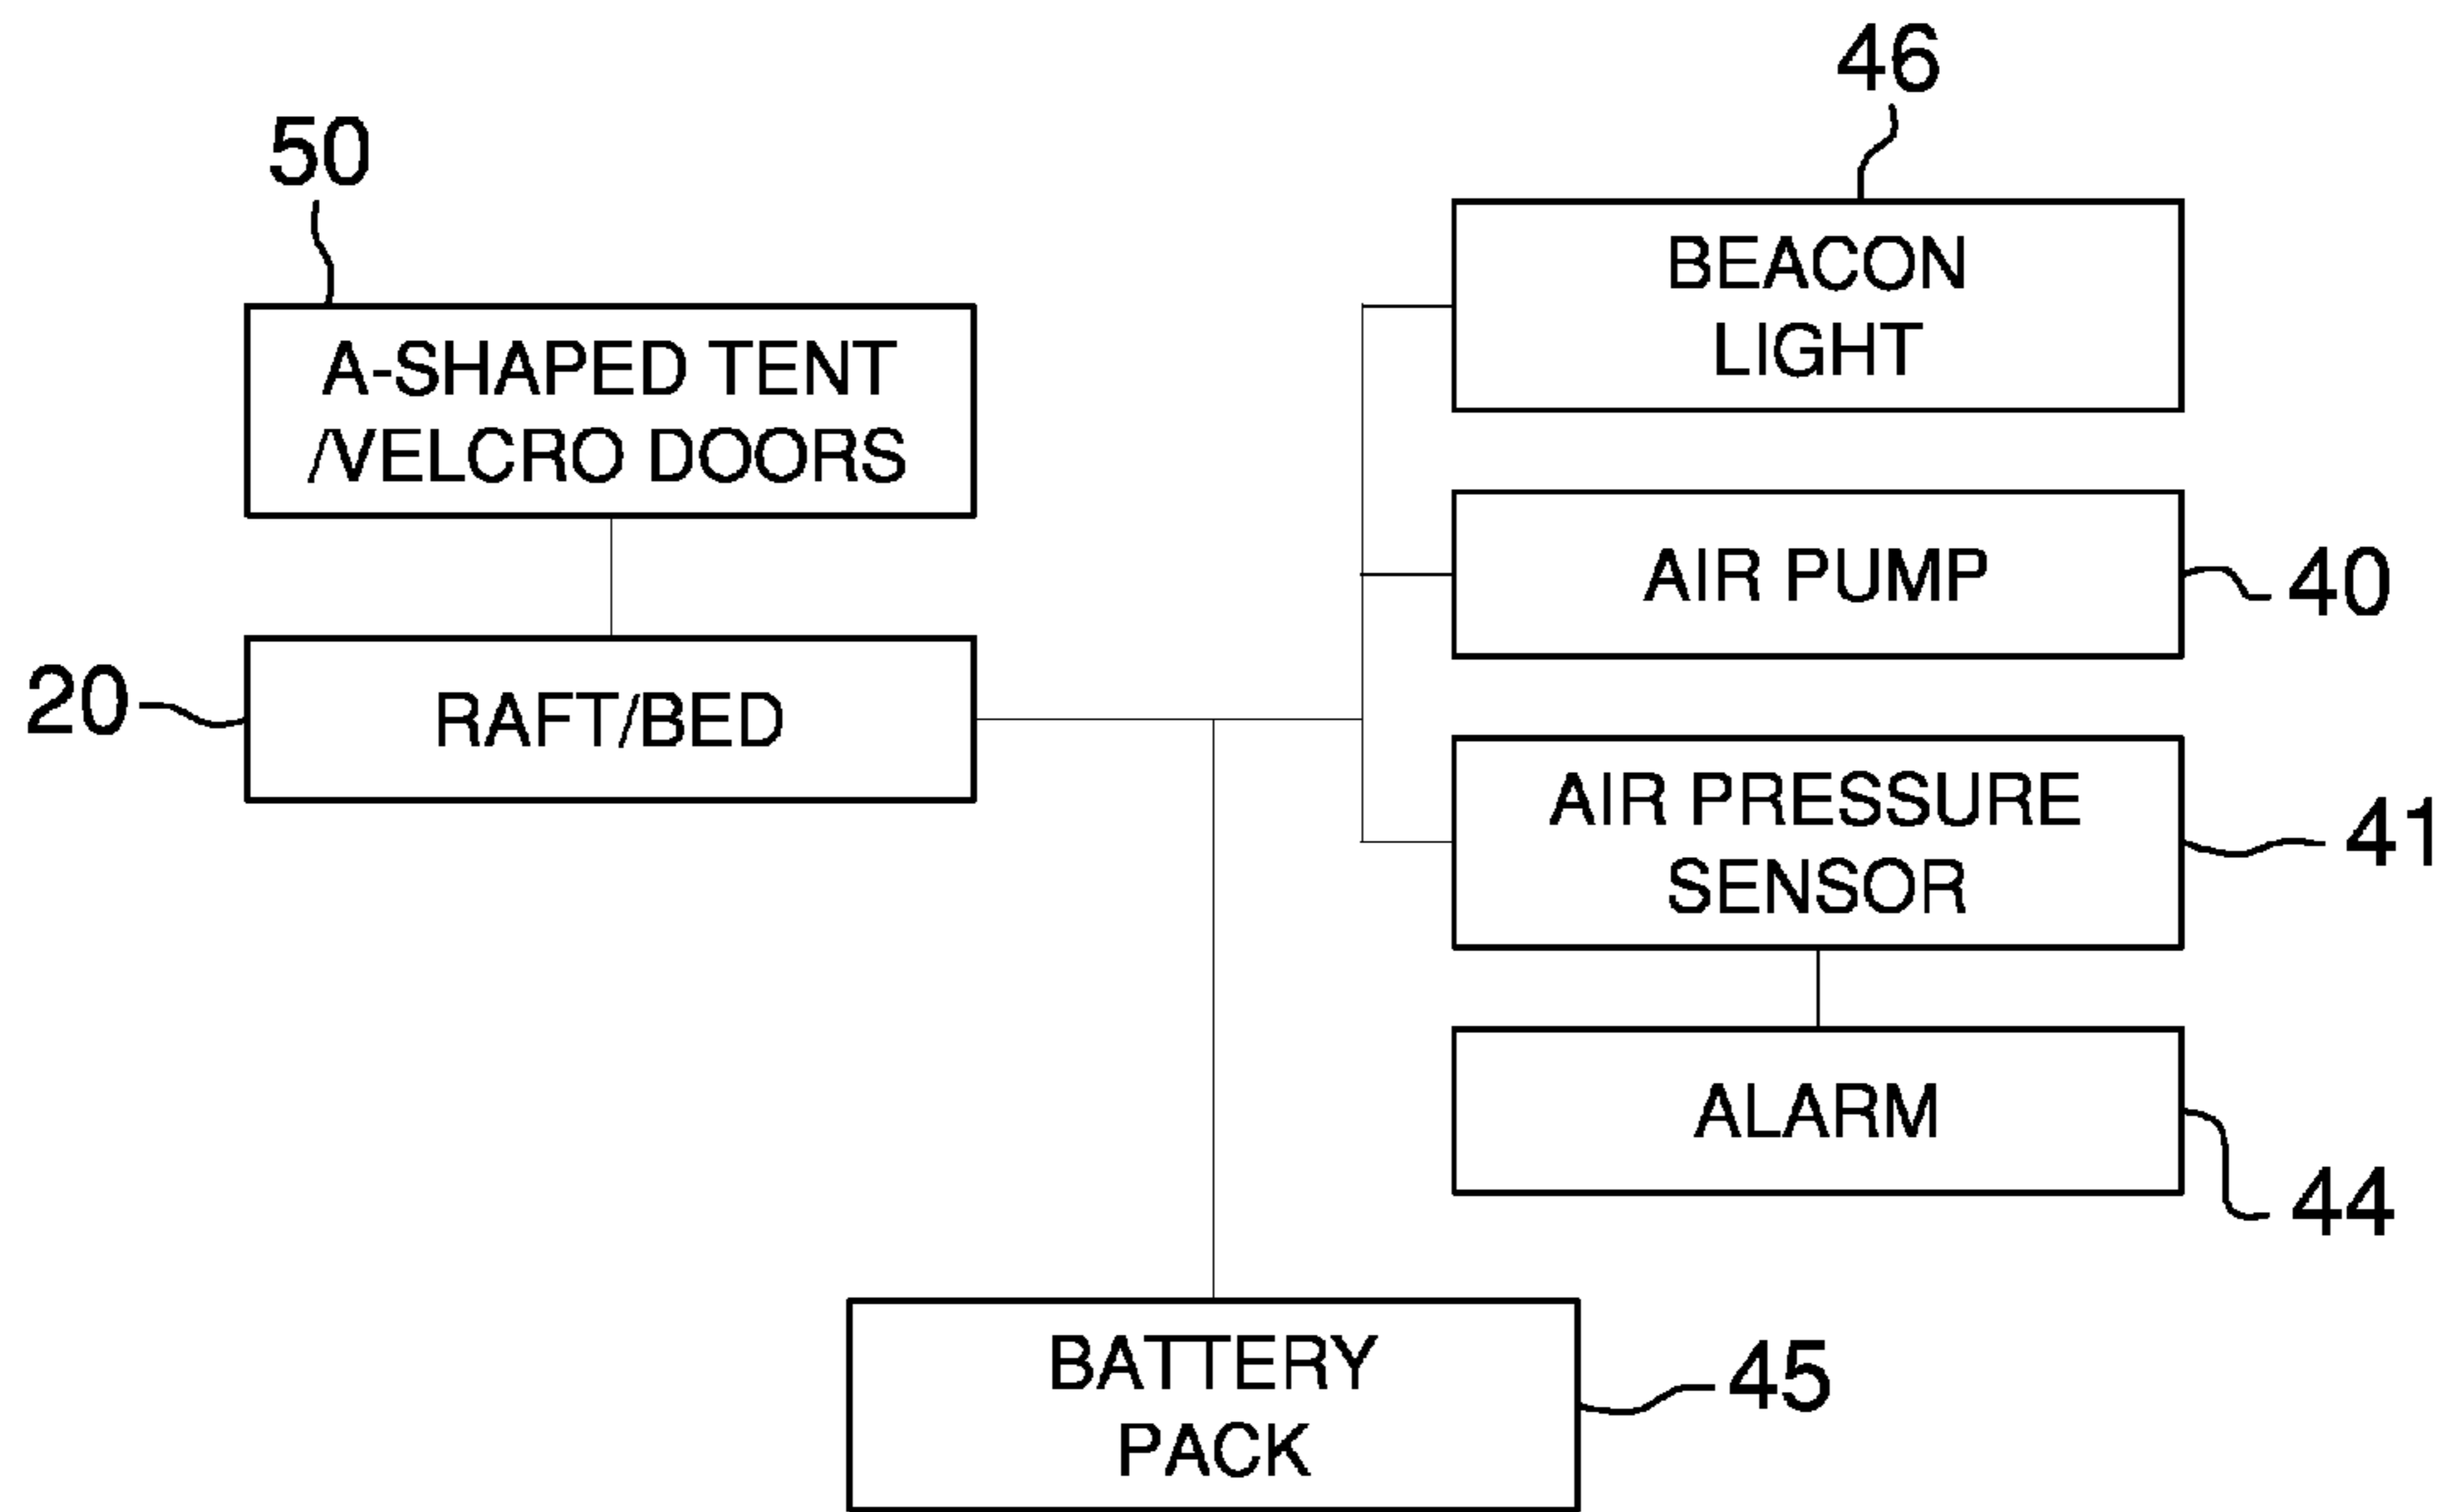 46
50
BEACON
LIGHT
A-SHAPED TENT
/VELCRO DOORS
AIR PUMP
40
20
RAFT/BED
AIR PRESSURE
SENSOR
41
ALARM
44
BATTERY
PACK
45